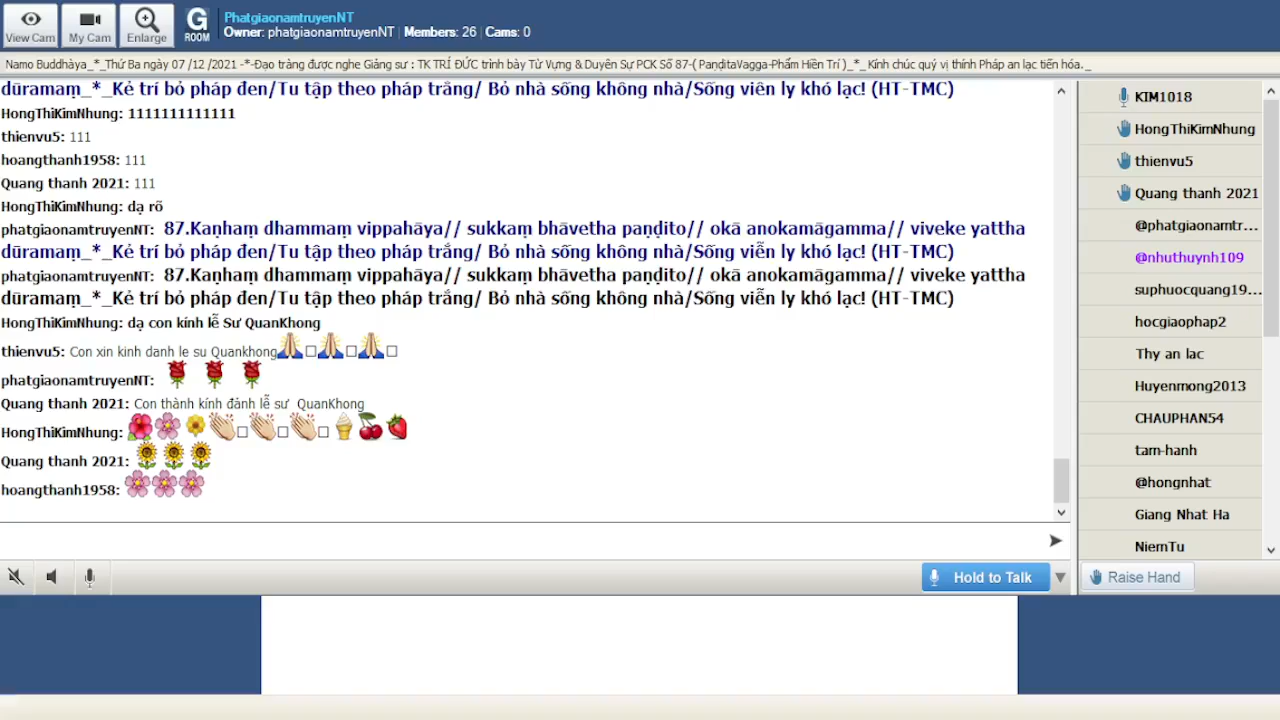 View Cam
My Cam
Enlarge
G
ROOM
PhatgiaonamtruyenNT
Owner: phatgiaonamtruyenNT | Members: 26 | Cams: 0
Namo Buddhàya_*_Thứ Ba ngày 07 /12 /2021 -*-Đạo tràng được nghe Giảng sư : TK TRÍ ĐỨC trình bày Từ Vựng & Duyên Sự PCK Số 87-( PaṇḍitaVagga-Phẩm Hiền Trí )_*_ Kính chúc quý vị thính Pháp an lạc tiến hóa._
dūramaṃ_*_Kẻ trí bỏ pháp đen/Tu tập theo pháp trắng/ Bỏ nhà sống không nhà/Sống viên ly khó lạc! (HT-TMC)
HongThiKimNhung: 1111111111111
thienvu5: 111
hoangthanh1958: 111
Quang thanh 2021: 111
HongThiKimNhung: dạ rõ
phatgiaonamtruyenNT: 87.Kaṇhaṃ dhammaṃ vippahāya// sukkaṃ bhāvetha paṇḍito// okā anokamāgamma// viveke yattha
dūramaṃ_*_Kẻ trí bỏ pháp đen/Tu tập theo pháp trắng/ Bỏ nhà sống không nhà/Sống viễn ly khó lạc! (HT-TMC)
phatgiaonamtruyenNT: 87.Kaṇhaṃ dhammaṃ vippahāya// sukkaṃ bhāvetha paṇḍito// okā anokamāgamma// viveke yattha
dūramaṃ_*_Kẻ trí bỏ pháp đen/Tu tập theo pháp trắng/ Bỏ nhà sống không nhà/Sống viễn ly khó lạc! (HT-TMC)
HongThiKimNhung: dạ con kính lễ Sư QuanKhong
thienvu5: Con xin kinh danh le su Quankhong🙏🙏🙏
phatgiaonamtruyenNT: 🌹 🌹 🌹
Quang thanh 2021: Con thành kính đảnh lễ sư QuanKhong
HongThiKimNhung: 🌺🌸🌼👏👏👏🍦🍒🍓
Quang thanh 2021: 🌻🌻🌻
hoangthanh1958: 🌸🌸🌸
Hold to Talk
KIM1018
HongThiKimNhung
thienvu5
Quang thanh 2021
@phatgiaonamtr...
@nhuthuynh109
suphuocquang19...
hocgiaophap2
Thy an lac
Huyenmong2013
CHAUPHAN54
tam-hanh
@hongnhat
Giang Nhat Ha
NiemTu
Raise Hand